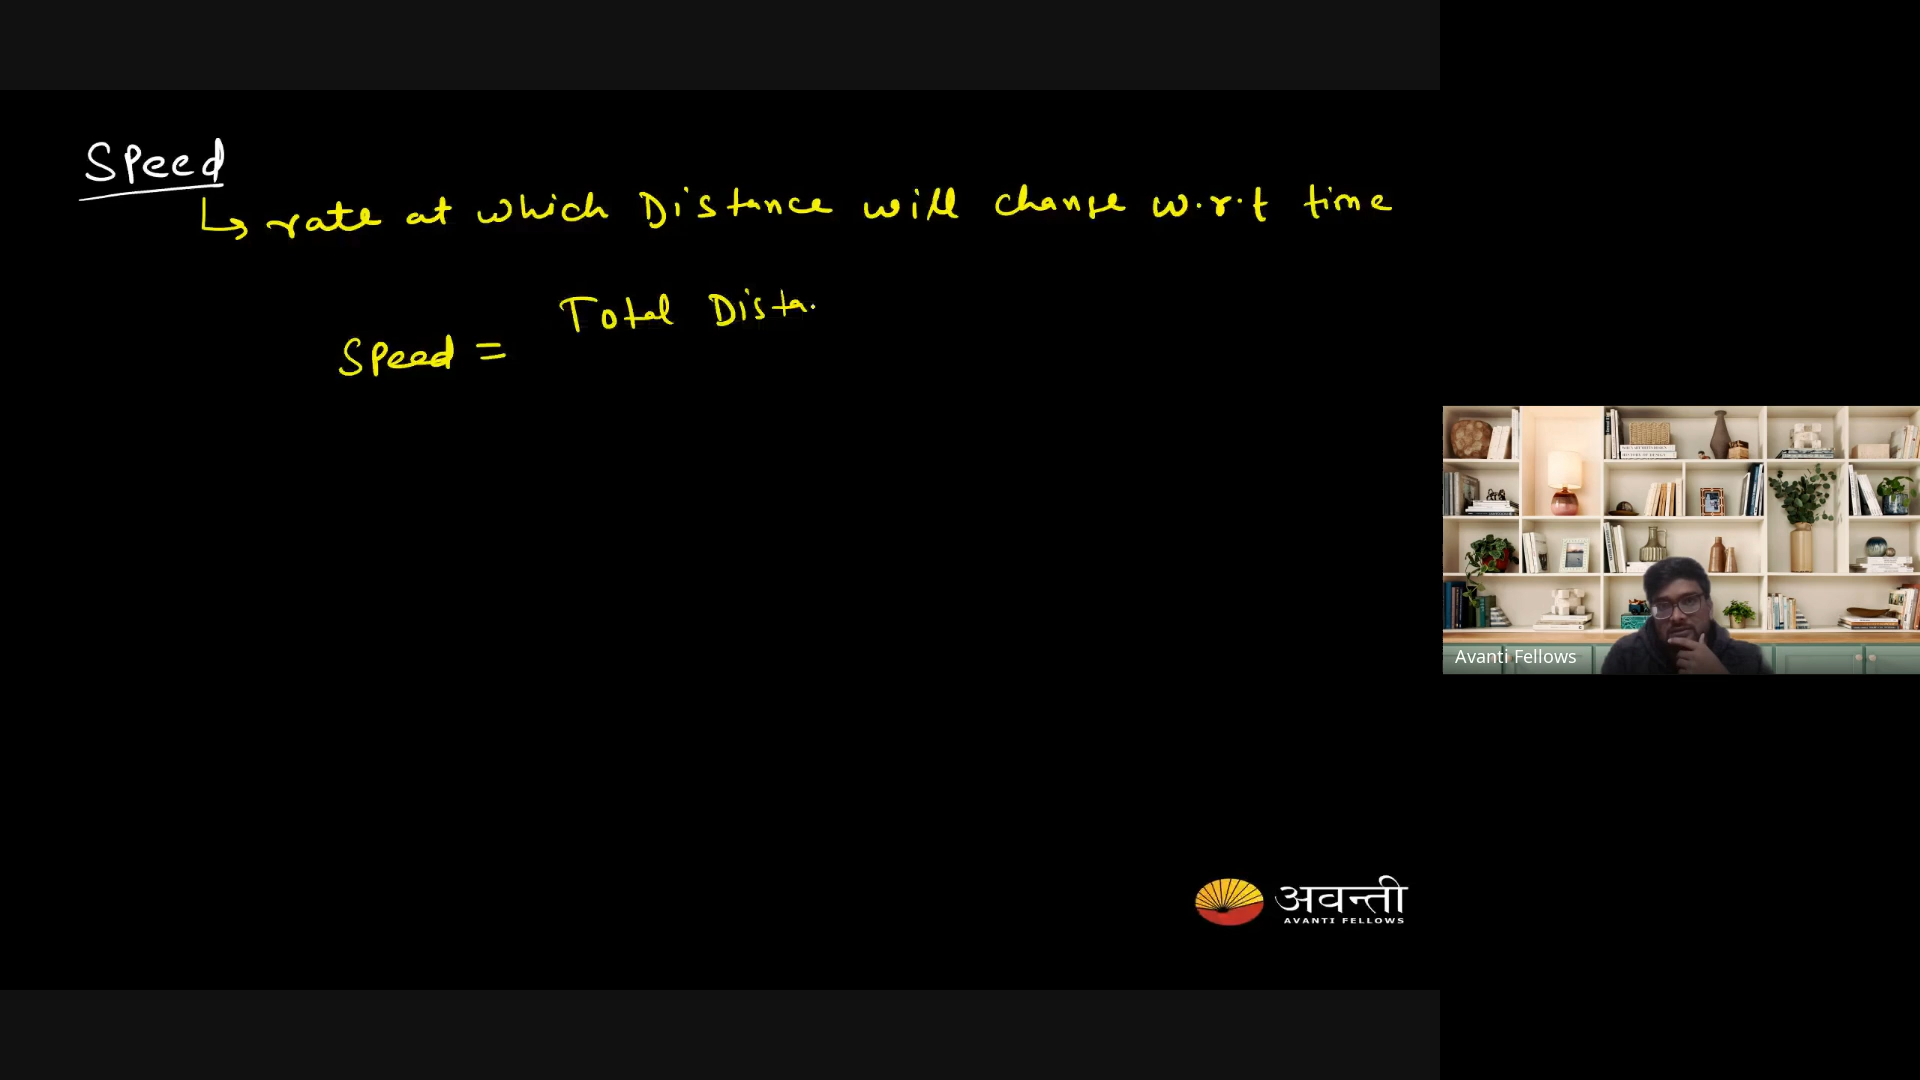 Speed
↳ rate at which Distance will change w.r.t time
Total Dista.
Speed =
Avanti Fellows
अवन्ती
AVANTI FELLOWS